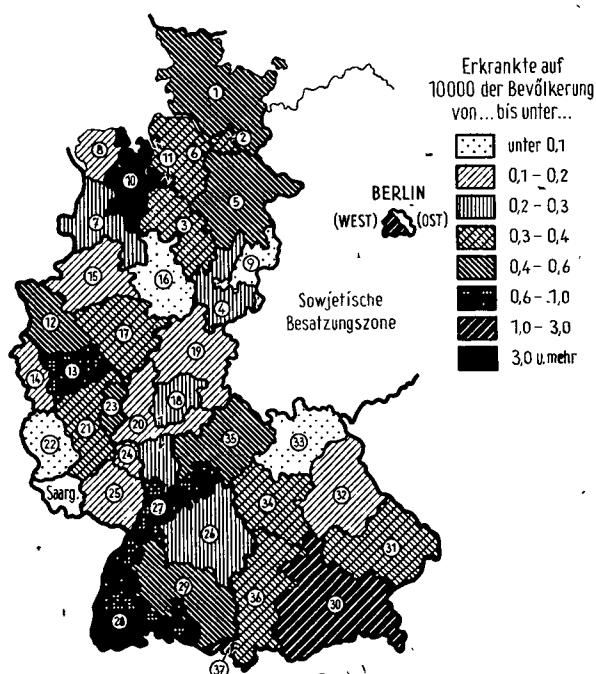 Erkrankte auf
10000 der Bevölkerung
von ... bis unter ...
unter 0,1
0,1 – 0,2
0,2 – 0,3
0,3 – 0,4
0,4 – 0,6
0,6 – 1,0
1,0 – 3,0
3,0 u. mehr
BERLIN
(WEST) (OST)
Sowjetische
Besatzungszone
Saarg.
1
2
8
11
6
10
5
7
3
9
16
15
4
12
17
19
13
14
18
23
20
21
22
35
33
24
25
32
27
34
26
31
29
36
30
28
37